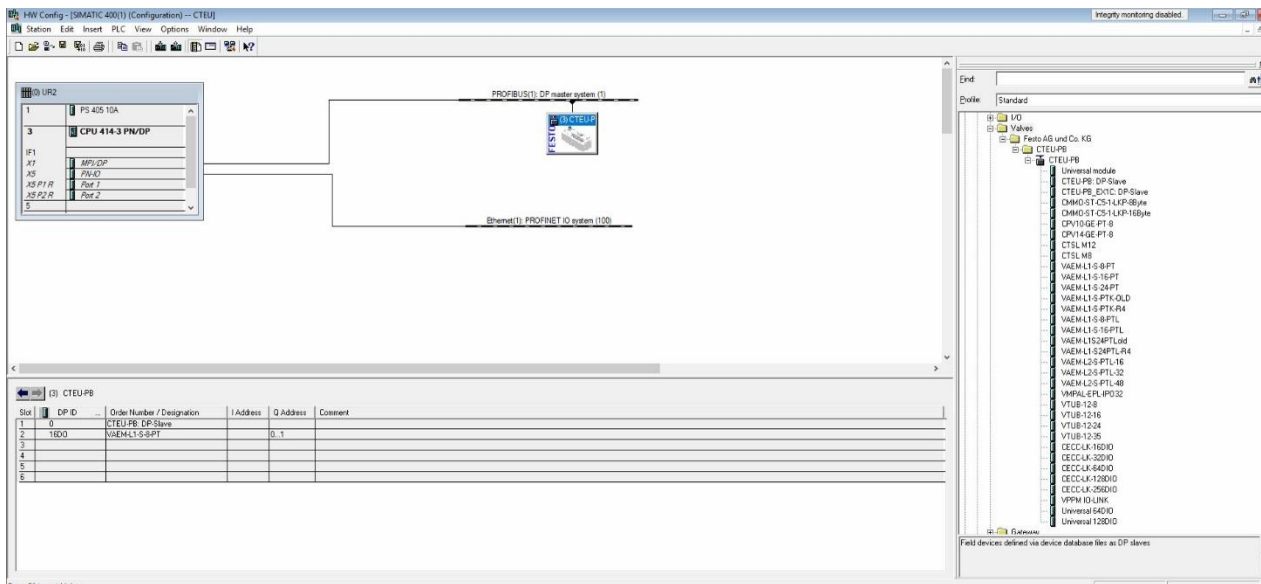 HW Config - [SIMATIC 400(1) (Configuration) -- CTEU]
Integrity monitoring disabled.
Station Edit Insert PLC View Options Window Help
(0) UR2
1 PS 405 10A
3 CPU 414-3 PN/DP
IF1
X1 MPI/DP
X5 PN-IO
X5 P1 R Port 1
X5 P2 R Port 2
5
PROFIBUS(1): DP master system (1)
(3) CTEU-P
FESTO
Ethernet(1): PROFINET IO system (100)
Find:
Profile: Standard
I/O
Valves
Festo AG und Co. KG
CTEU-PB
CTEU-PB
Universal module
CTEU-PB: DP-Slave
CTEU-PB_EX1C: DP-Slave
CMMO-ST-C5-1-LKP-8Byte
CMMO-ST-C5-1-LKP-16Byte
CPV10-GE-PT-8
CPV14-GE-PT-8
CTSL M12
CTSL M8
VAEM-L1-S-8-PT
VAEM-L1-S-16-PT
VAEM-L1-S-24-PT
VAEM-L1-S-PTK-OLD
VAEM-L1-S-PTK-R4
VAEM-L1-S-8-PTL
VAEM-L1-S-16-PTL
VAEM-L1S24PTLold
VAEM-L1-S24PTL-R4
VAEM-L2-S-PTL-16
VAEM-L2-S-PTL-32
VAEM-L2-S-PTL-48
VMPAL-EPL-IPO32
VTUB-12-8
VTUB-12-16
VTUB-12-24
VTUB-12-35
CECC-LK-16DIO
CECC-LK-32DIO
CECC-LK-64DIO
CECC-LK-128DIO
CECC-LK-256DIO
VPPM IO-LINK
Universal 64DIO
Universal 128DIO
Gateway
Field devices defined via device database files as DP slaves
(3) CTEU-PB
Slot DP ID ... Order Number / Designation I Address Q Address Comment
1 0 CTEU-PB: DP-Slave
2 16DO VAEM-L1-S-8-PT 0...1
3
4
5
6